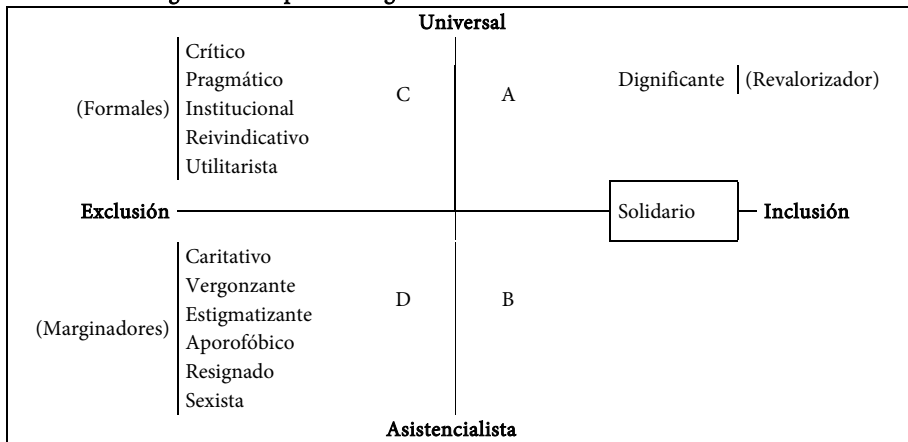 Universal
Crítico
Pragmático
(Formales) Institucional
Reivindicativo
Utilitarista
C
A
Dignificante (Revalorizador)
Exclusión
Solidario
Inclusión
Caritativo
Vergonzante
Estigmatizante
(Marginadores) Aporofóbico
Resignado
Sexista
D
B
Asistencialista